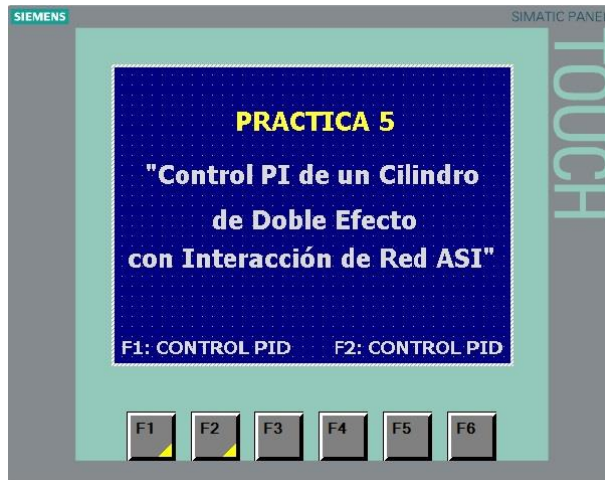 SIEMENS
SIMATIC PANEL
TOUCH
PRACTICA 5
"Control PI de un Cilindro
de Doble Efecto
con Interacción de Red ASI"
F1: CONTROL PID F2: CONTROL PID
F1 F2 F3 F4 F5 F6